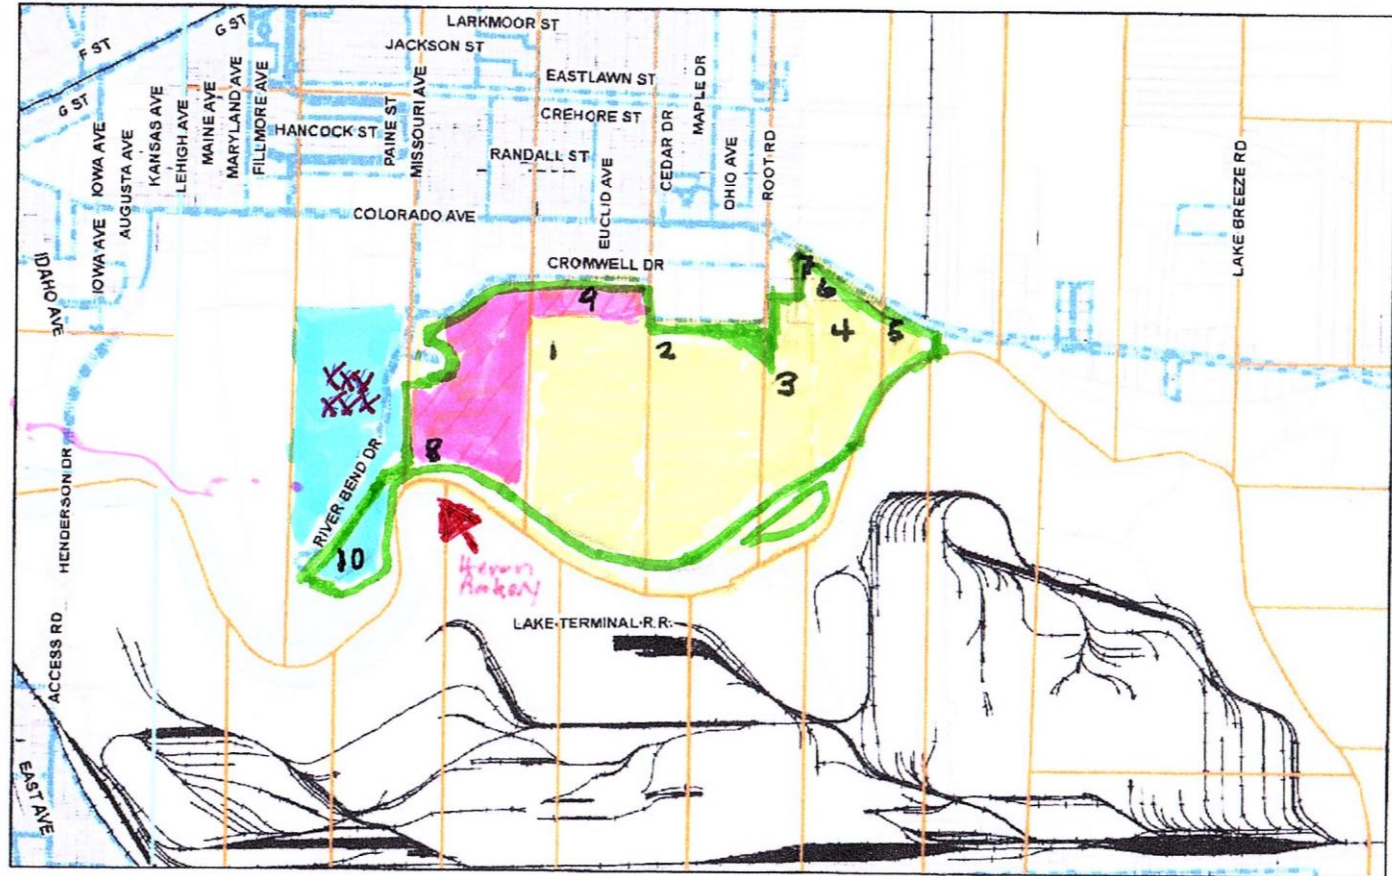 LARKMOOR ST
G ST
F ST
JACKSON ST
EASTLAWN ST
MAPLE DR
G ST
CREHORE ST
HANCOCK ST
PAINE ST
MISSOURI AVE
RANDALL ST
CEDAR DR
OHIO AVE
ROOT RD
IOWA AVE
IOWA AVE
AUGUSTA AVE
KANSAS AVE
LEHIGH AVE
MAINE AVE
MARYLAND AVE
FILLMORE AVE
EUCLID AVE
LAKE BREEZE RD
COLORADO AVE
CROMWELL DR
IDAHO AVE
7
6
9
4
5
1
2
3
XXX
XXX
8
HENDERSON DR
RIVER BEND DR
10
Heron
LAKE TERMINAL R.R.
ACCESS RD
EAST AVE